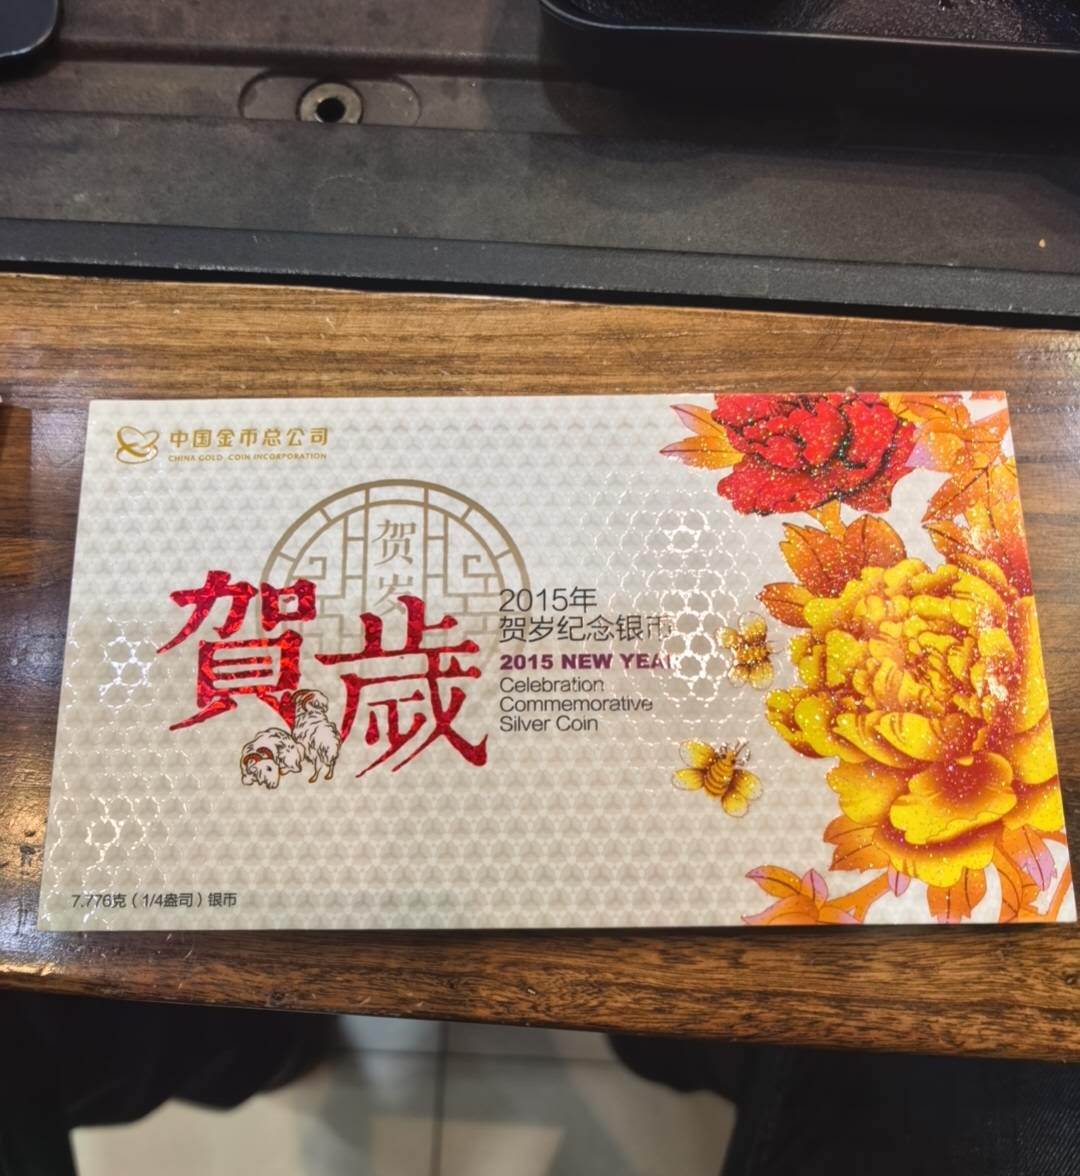 中国金币总公司
CHINA GOLD COIN INCORPORATION
贺
岁
賀歲
2015年
贺岁纪念银币
2015 NEW YEAR
Celebration
Commemorative
Silver Coin
7.776克（1/4盎司）银币